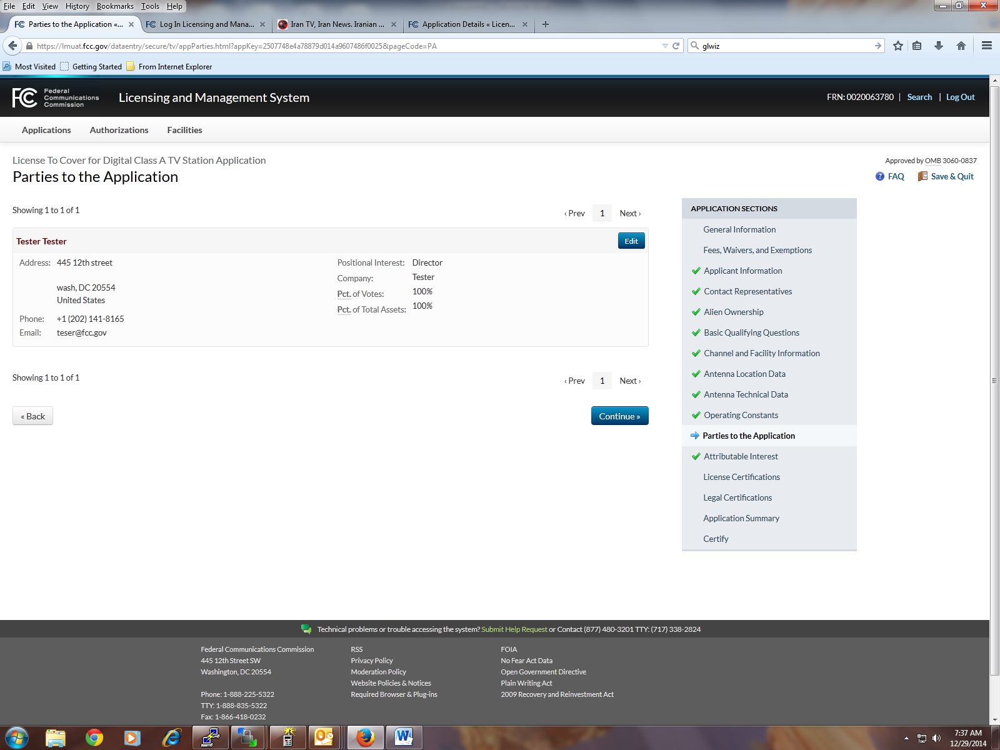 File Edit View History Bookmarks Tools Help
Parties to the Application «... Log In Licensing and Mana... Iran TV, Iran News. Iranian ... Application Details « Licen...
https://lmuat.fcc.gov/dataentry/secure/tv/appParties.html?appKey=2507748e4a78879d014a9607486f0025&pageCode=PA glwiz
Most Visited Getting Started From Internet Explorer
FC Federal Communications Commission
Licensing and Management System
FRN: 0020063780 | Search | Log Out
Applications Authorizations Facilities
License To Cover for Digital Class A TV Station Application
Parties to the Application
Approved by OMB 3060-0837
FAQ Save & Quit
Showing 1 to 1 of 1
‹ Prev 1 Next ›
Tester Tester
Edit
Address: 445 12th street
wash, DC 20554
United States
Phone: +1 (202) 141-8165
Email: teser@fcc.gov
Positional Interest: Director
Company: Tester
Pct. of Votes: 100%
Pct. of Total Assets: 100%
Showing 1 to 1 of 1
‹ Prev 1 Next ›
« Back
Continue »
APPLICATION SECTIONS
General Information
Fees, Waivers, and Exemptions
Applicant Information
Contact Representatives
Alien Ownership
Basic Qualifying Questions
Channel and Facility Information
Antenna Location Data
Antenna Technical Data
Operating Constants
Parties to the Application
Attributable Interest
License Certifications
Legal Certifications
Application Summary
Certify
Technical problems or trouble accessing the system? Submit Help Request or Contact (877) 480-3201 TTY: (717) 338-2824
Federal Communications Commission
445 12th Street SW
Washington, DC 20554
Phone: 1-888-225-5322
TTY: 1-888-835-5322
Fax: 1-866-418-0232
RSS
Privacy Policy
Moderation Policy
Website Policies & Notices
Required Browser & Plug-ins
FOIA
No Fear Act Data
Open Government Directive
Plain Writing Act
2009 Recovery and Reinvestment Act
7:37 AM
12/29/2014